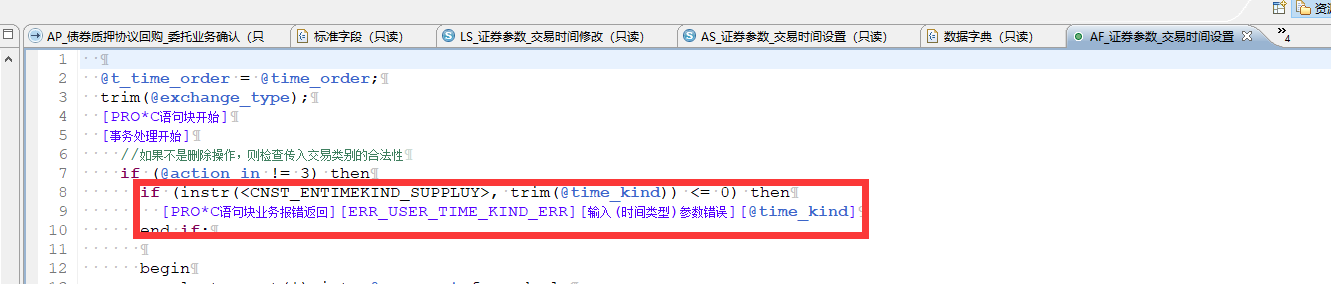 资源
AP_债券质押协议回购_委托业务确认（只
标准字段（只读）
LS_证券参数_交易时间修改（只读）
AS_证券参数_交易时间设置（只读）
数据字典（只读）
AF_证券参数_交易时间设置
»4
1
2 @t_time_order = @time_order;
3 trim(@exchange_type);
4 [PRO*C语句块开始]
5 [事务处理开始]
6 //如果不是删除操作，则检查传入交易类别的合法性
7 if (@action_in != 3) then
8 if (instr(<CNST_ENTIMEKIND_SUPPLUY>, trim(@time_kind)) <= 0) then
9 [PRO*C语句块业务报错返回][ERR_USER_TIME_KIND_ERR][输入(时间类型)参数错误][@time_kind]
10 end if;
11
12 begin